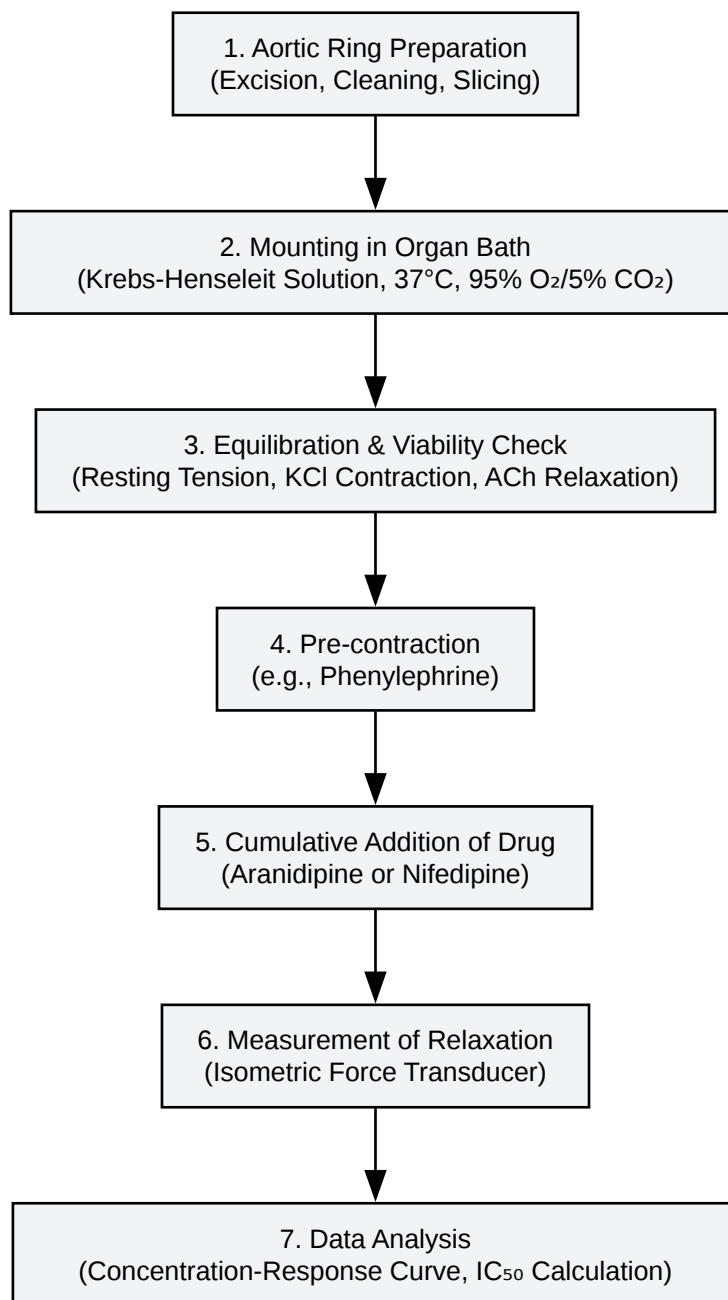 1. Aortic Ring Preparation
(Excision, Cleaning, Slicing)
2. Mounting in Organ Bath
(Krebs-Henseleit Solution, 37°C, 95% O₂/5% CO₂)
3. Equilibration & Viability Check
(Resting Tension, KCl Contraction, ACh Relaxation)
4. Pre-contraction
(e.g., Phenylephrine)
5. Cumulative Addition of Drug
(Aranidipine or Nifedipine)
6. Measurement of Relaxation
(Isometric Force Transducer)
7. Data Analysis
(Concentration-Response Curve, IC₅₀ Calculation)